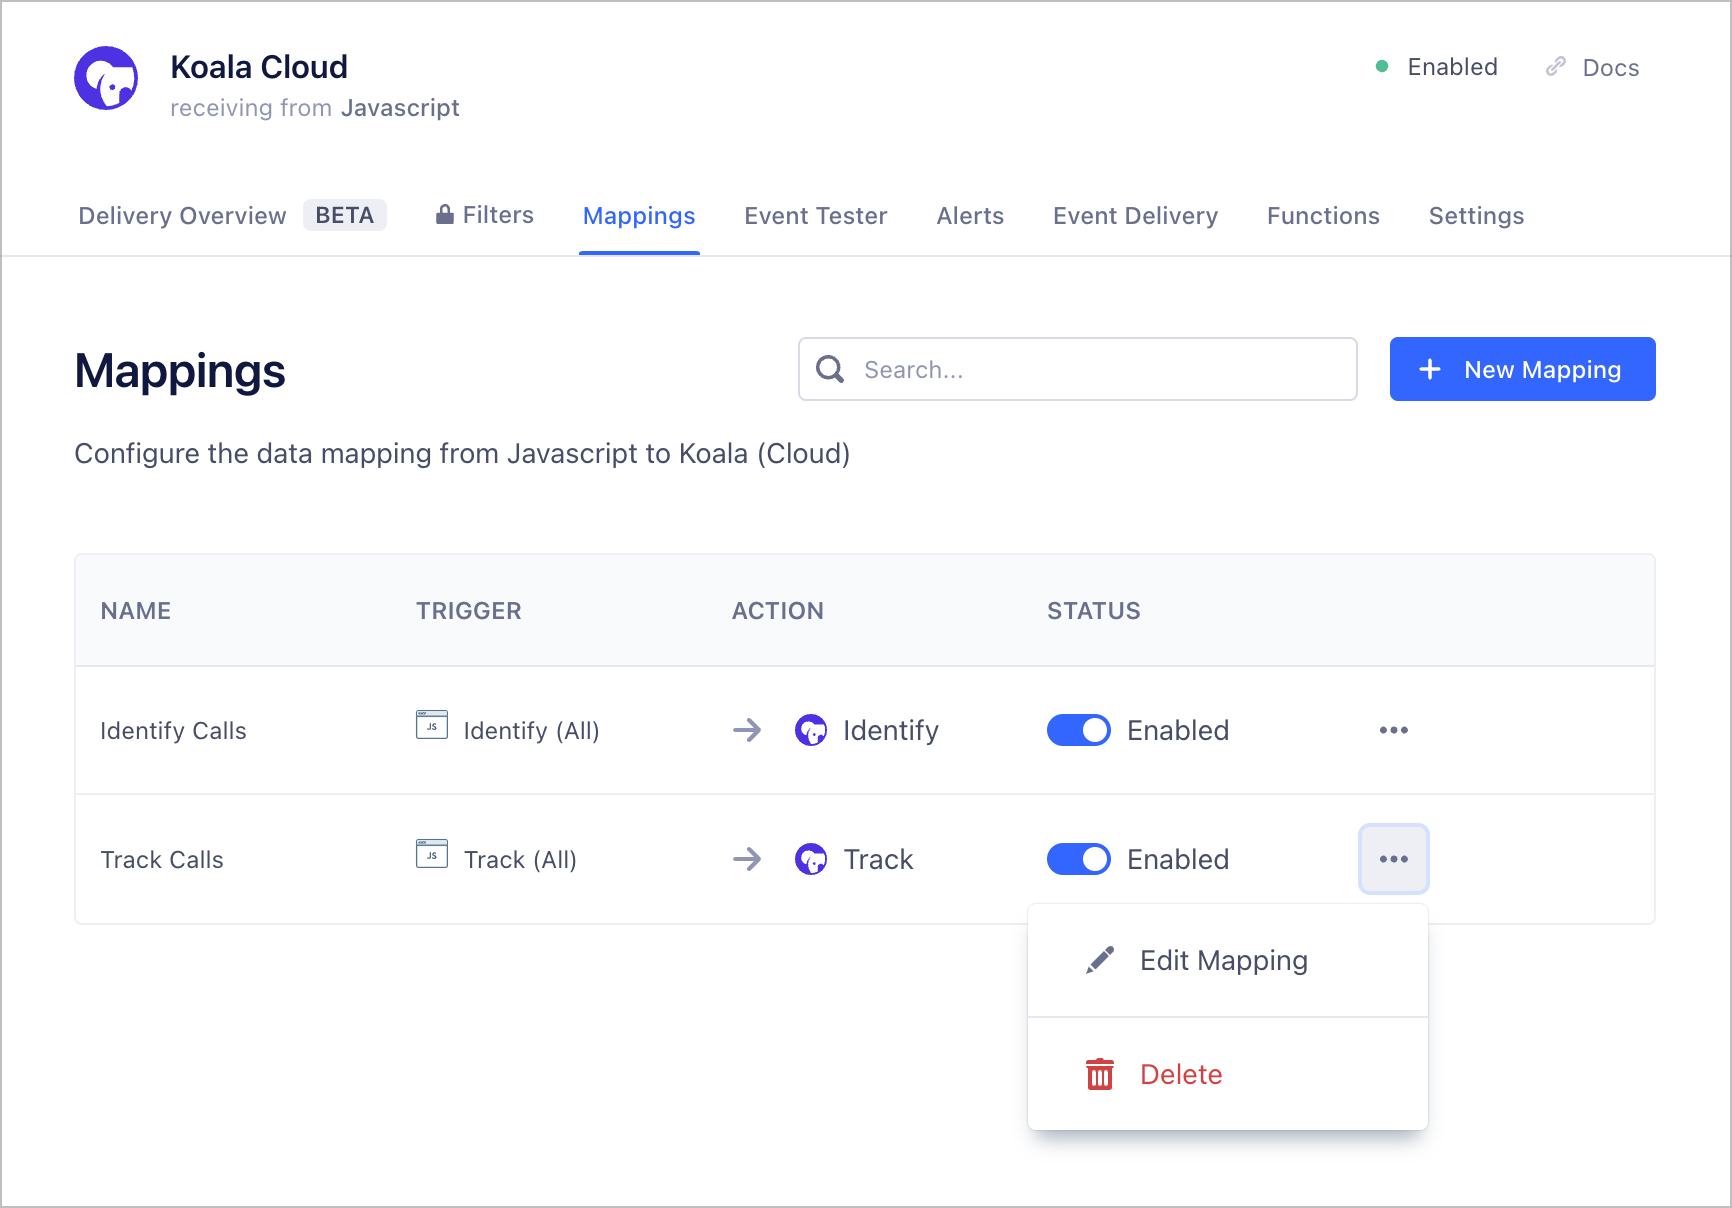 Koala Cloud
receiving from Javascript
Enabled
Docs
Delivery Overview BETA Filters Mappings Event Tester Alerts Event Delivery Functions Settings
Mappings
Search...
New Mapping
Configure the data mapping from Javascript to Koala (Cloud)
NAME TRIGGER ACTION STATUS
Identify Calls JS Identify (All) Identify Enabled
Track Calls JS Track (All) Track Enabled
Edit Mapping
Delete